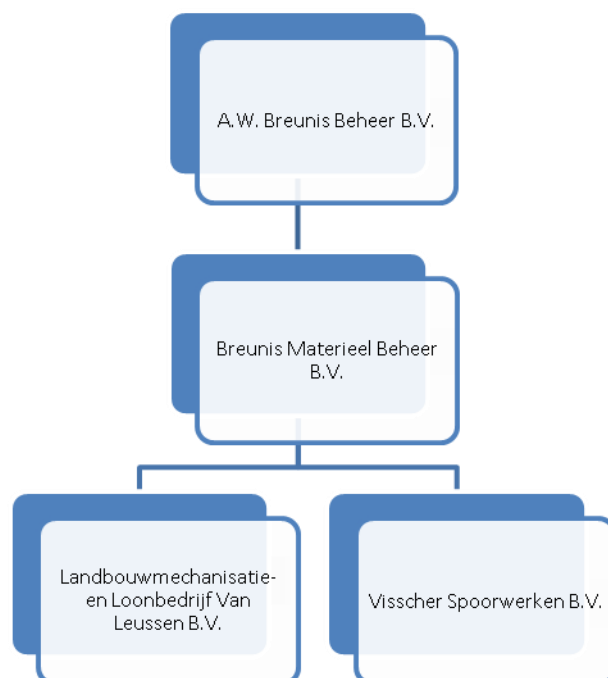 A.W. Breunis Beheer B.V.
Breunis Materieel Beheer
B.V.
Landbouwmechanisatie-
en Loonbedrijf Van
Leussen B.V.
Visscher Spoorwerken B.V.